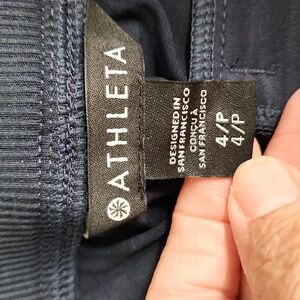 ATHLETA
DESIGNED IN
SAN FRANCISCO
CONÇU À
SAN FRANCISCO
4/P
4/P